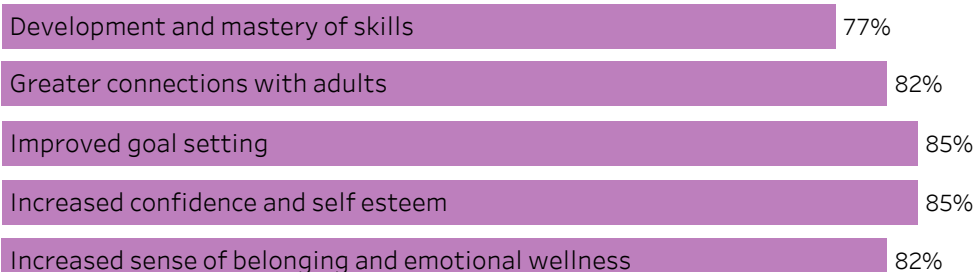 Development and mastery of skills 77%
Greater connections with adults 82%
Improved goal setting 85%
Increased confidence and self esteem 85%
Increased sense of belonging and emotional wellness 82%